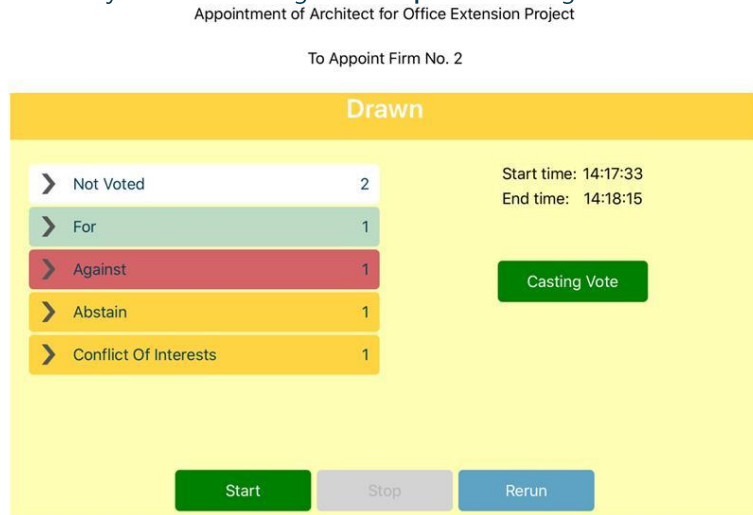 Appointment of Architect for Office Extension Project
To Appoint Firm No. 2
Drawn
Not Voted 2
For 1
Against 1
Abstain 1
Conflict Of Interests 1
Start time: 14:17:33
End time: 14:18:15
Casting Vote
Start Stop Rerun